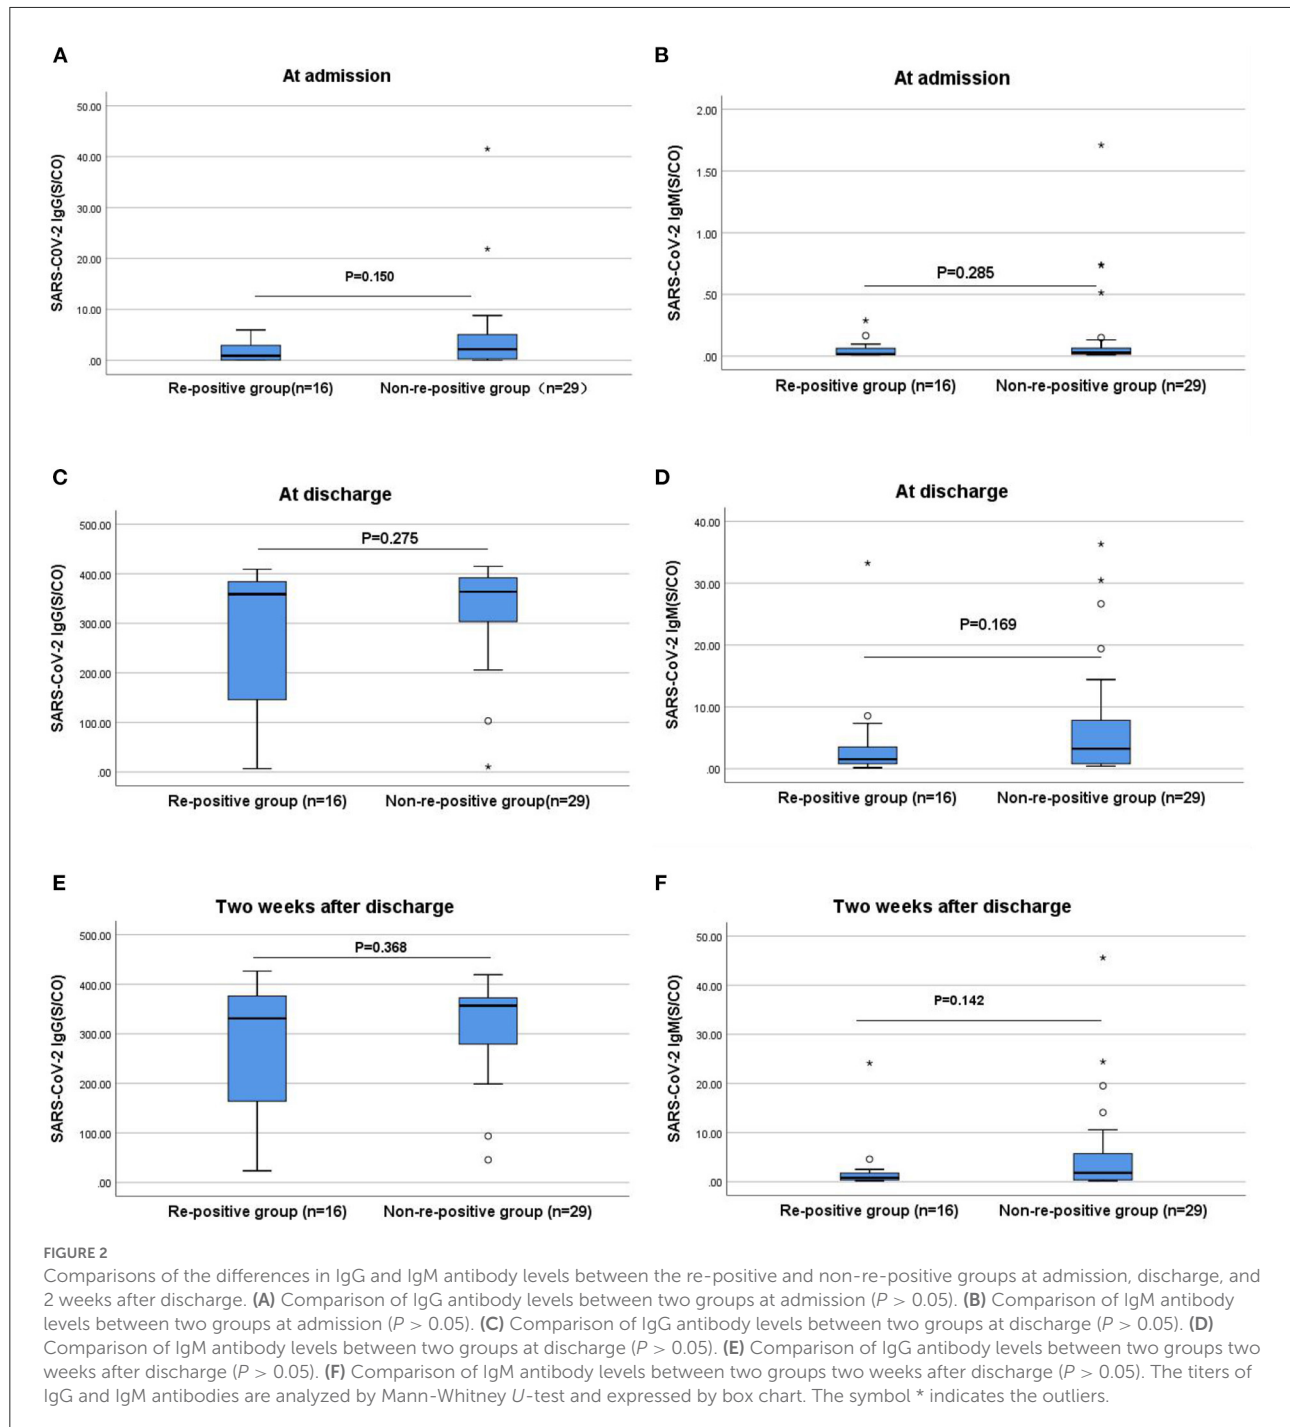 A
At admission
SARS-C0V-2 IgG(S/CO)
50.00
40.00
30.00
20.00
10.00
.00
*
*
P=0.150
Re-positive group(n=16)
Non-re-positive group（n=29）
B
At admission
SARS-CoV-2 IgM(S/CO)
2.00
1.50
1.00
.50
.00
*
*
*
*
P=0.285
Re-positive group (n=16)
Non-re-positive group (n=29)
C
At discharge
SARS-CoV-2 IgG(S/CO)
500.00
400.00
300.00
200.00
100.00
.00
P=0.275
*
Re-positive group (n=16)
Non-re-positive group(n=29)
D
At discharge
SARS-CoV-2 IgM(S/CO)
40.00
30.00
20.00
10.00
.00
*
*
*
P=0.169
Re-positive group (n=16)
Non-re-positive group (n=29)
E
Two weeks after discharge
SARS-CoV-2 IgG(S/CO)
500.00
400.00
300.00
200.00
100.00
.00
P=0.368
Re-positive group (n=16)
Non-re-positive group (n=29)
F
Two weeks after discharge
SARS-CoV-2 IgM(S/CO)
50.00
40.00
30.00
20.00
10.00
.00
*
*
*
P=0.142
Re-positive group (n=16)
Non-re-positive group (n=29)
FIGURE 2
Comparisons of the differences in IgG and IgM antibody levels between the re-positive and non-re-positive groups at admission, discharge, and
2 weeks after discharge. (A) Comparison of IgG antibody levels between two groups at admission (P > 0.05). (B) Comparison of IgM antibody
levels between two groups at admission (P > 0.05). (C) Comparison of IgG antibody levels between two groups at discharge (P > 0.05). (D)
Comparison of IgM antibody levels between two groups at discharge (P > 0.05). (E) Comparison of IgG antibody levels between two groups two
weeks after discharge (P > 0.05). (F) Comparison of IgM antibody levels between two groups two weeks after discharge (P > 0.05). The titers of
IgG and IgM antibodies are analyzed by Mann-Whitney U-test and expressed by box chart. The symbol * indicates the outliers.